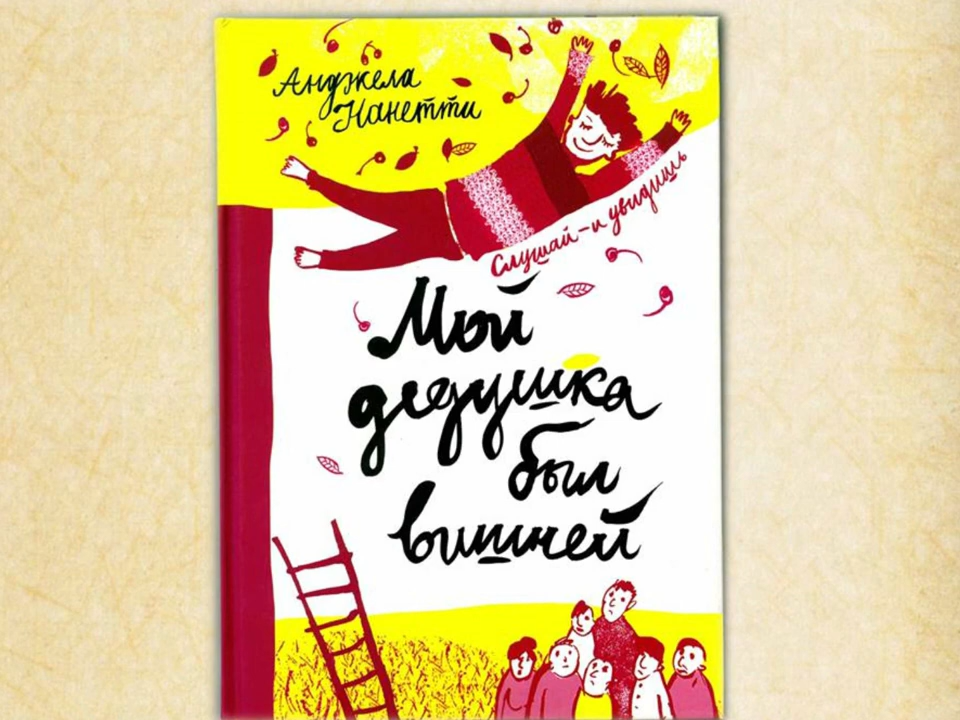 Анджела
Нанетти
Слушай – и увидишь
Мой
дедушка
был
вишней